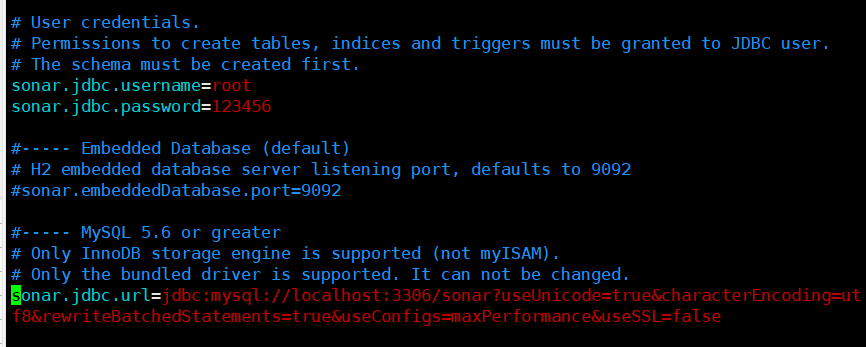 # User credentials.
# Permissions to create tables, indices and triggers must be granted to JDBC user.
# The schema must be created first.
sonar.jdbc.username=root
sonar.jdbc.password=123456
#----- Embedded Database (default)
# H2 embedded database server listening port, defaults to 9092
#sonar.embeddedDatabase.port=9092
#----- MySQL 5.6 or greater
# Only InnoDB storage engine is supported (not myISAM).
# Only the bundled driver is supported. It can not be changed.
sonar.jdbc.url=jdbc:mysql://localhost:3306/sonar?useUnicode=true&characterEncoding=ut
f8&rewriteBatchedStatements=true&useConfigs=maxPerformance&useSSL=false